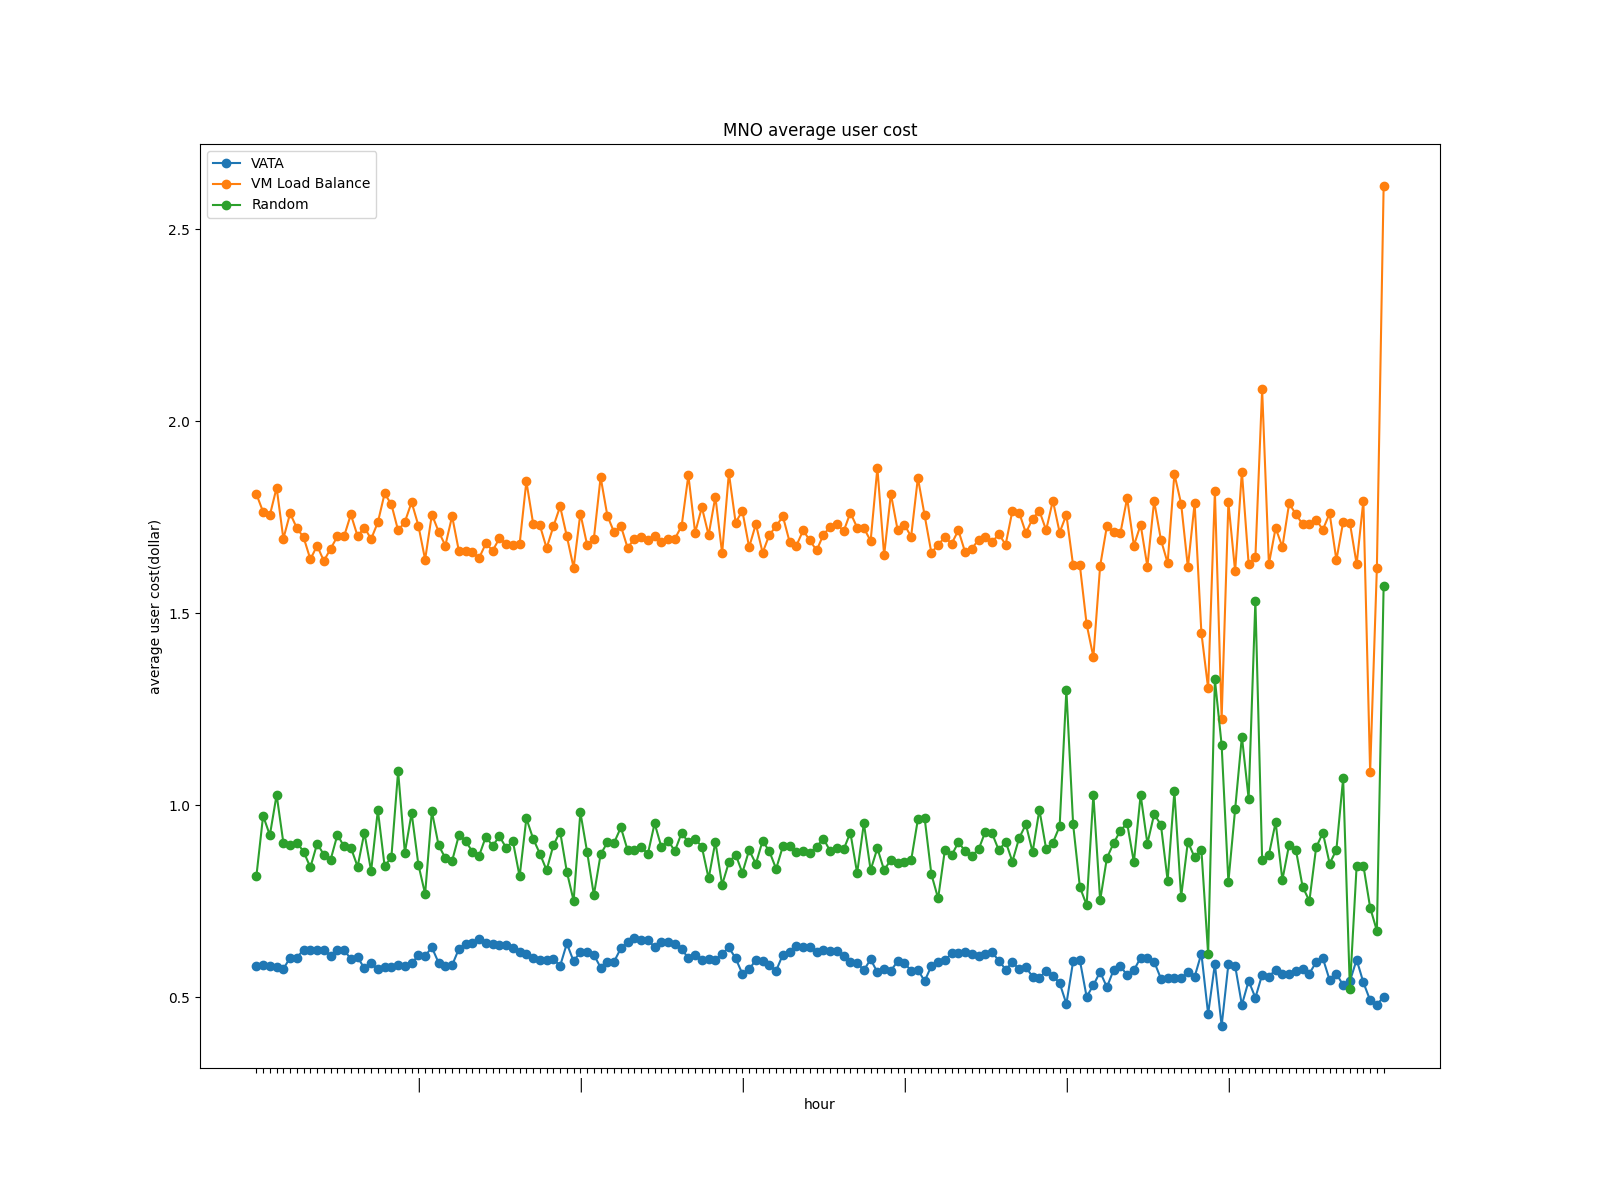 MNO average user cost
VATA
VM Load Balance
Random
2.5
2.0
1.5
1.0
0.5
average user cost(dollar)
| | | | | |
hour